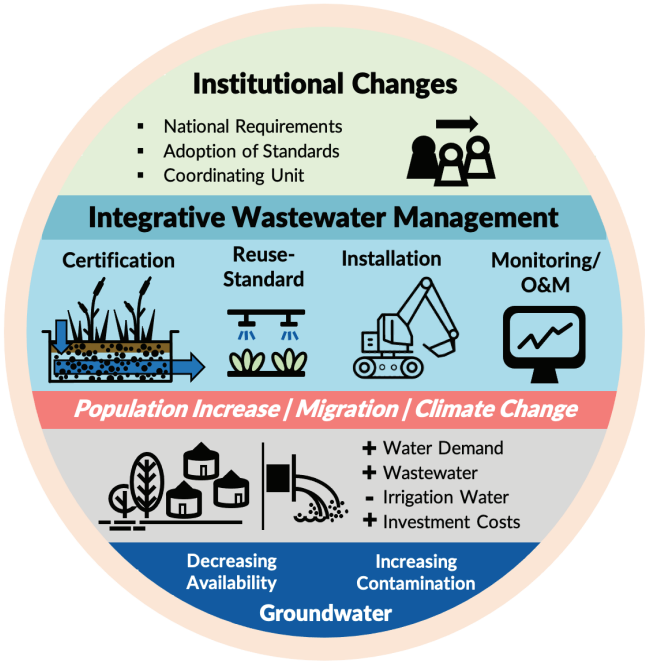 Institutional Changes
▪ National Requirements
▪ Adoption of Standards
▪ Coordinating Unit
Integrative Wastewater Management
Certification
Reuse-
Standard
Installation
Monitoring/
O&M
Population Increase | Migration | Climate Change
+ Water Demand
+ Wastewater
- Irrigation Water
+ Investment Costs
Decreasing
Availability
Increasing
Contamination
Groundwater